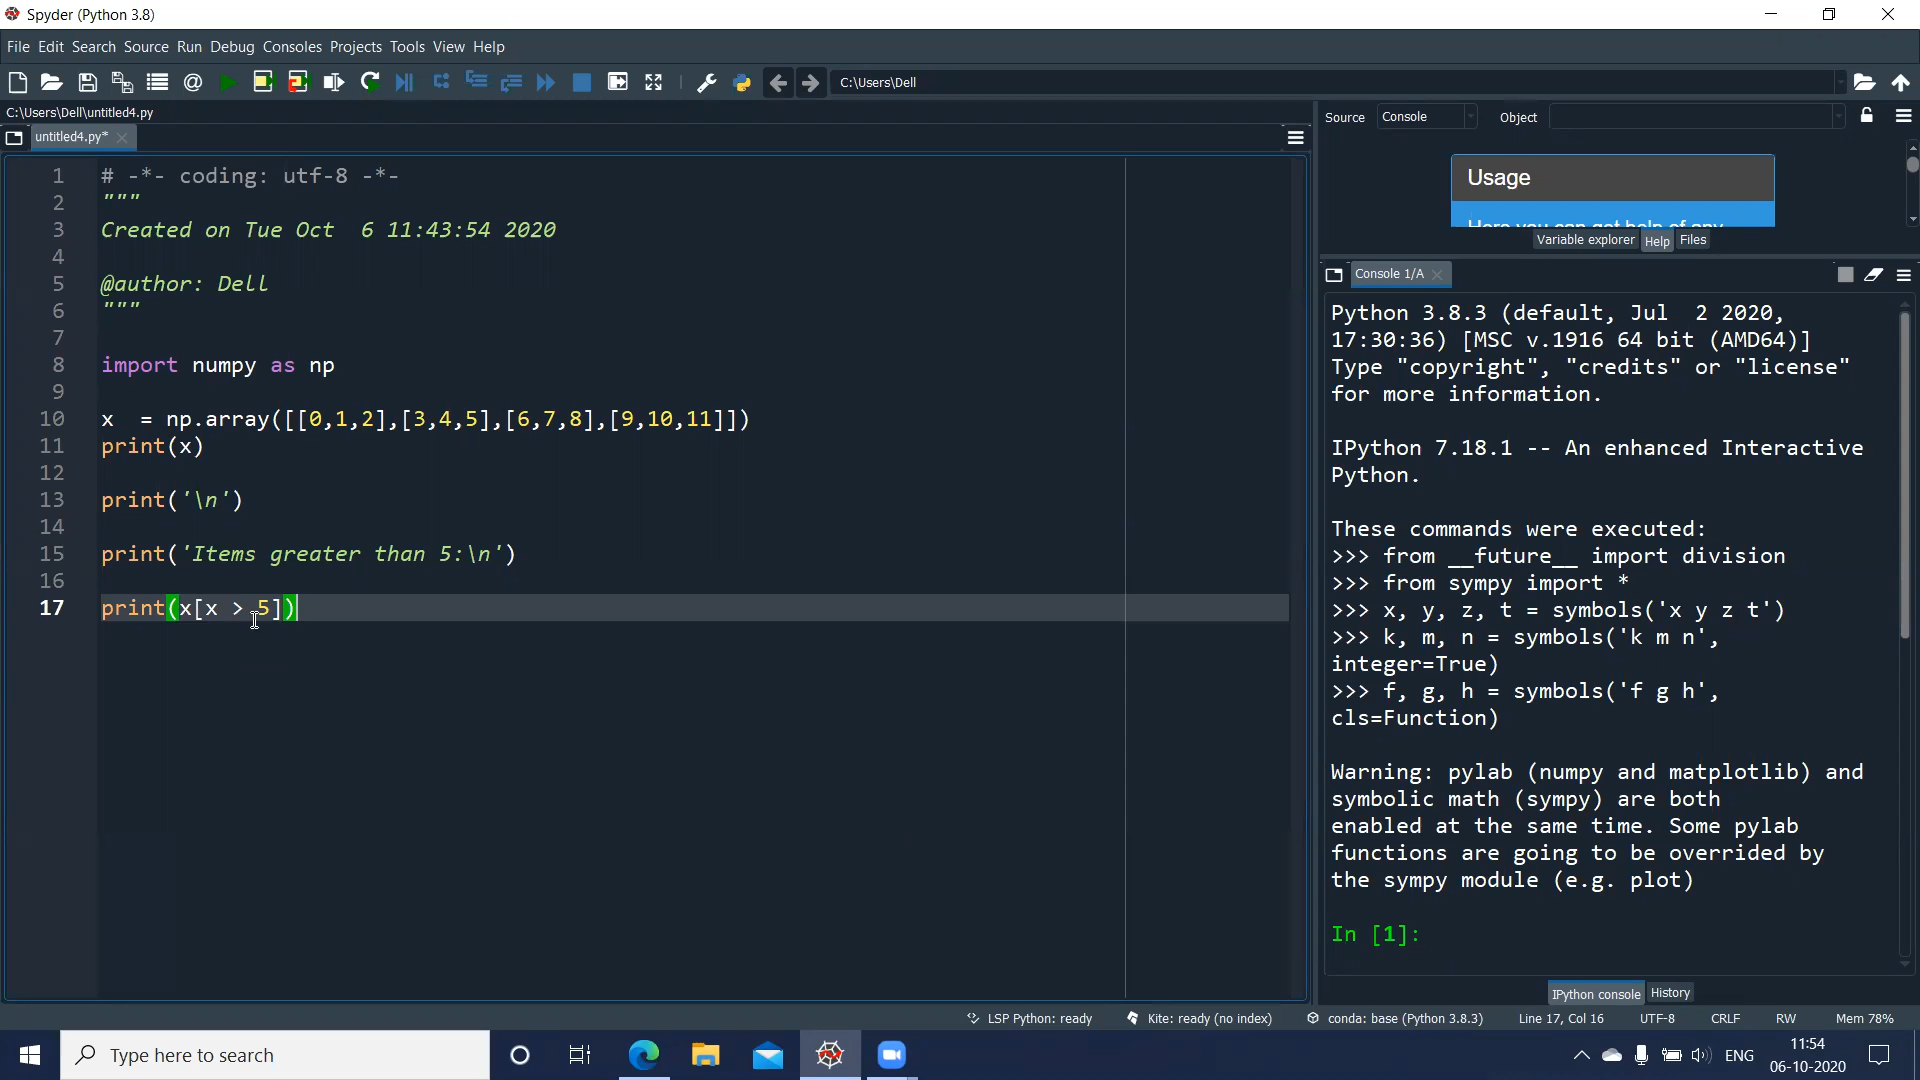 Spyder (Python 3.8)
File Edit Search Source Run Debug Consoles Projects Tools View Help
C:\Users\Dell
C:\Users\Dell\untitled4.py
untitled4.py*
1 # -*- coding: utf-8 -*-
2 """
3 Created on Tue Oct  6 11:43:54 2020
4
5 @author: Dell
6 """
7
8 import numpy as np
9
10 x  = np.array([[0,1,2],[3,4,5],[6,7,8],[9,10,11]])
11 print(x)
12
13 print('\n')
14
15 print('Items greater than 5:\n')
16
17 print(x[x > 5])
Source Console Object
Usage
Here you can get help of any
Variable explorer Help Files
Console 1/A
Python 3.8.3 (default, Jul  2 2020,
17:30:36) [MSC v.1916 64 bit (AMD64)]
Type "copyright", "credits" or "license"
for more information.
IPython 7.18.1 -- An enhanced Interactive
Python.
These commands were executed:
>>> from __future__ import division
>>> from sympy import *
>>> x, y, z, t = symbols('x y z t')
>>> k, m, n = symbols('k m n',
integer=True)
>>> f, g, h = symbols('f g h',
cls=Function)
Warning: pylab (numpy and matplotlib) and
symbolic math (sympy) are both
enabled at the same time. Some pylab
functions are going to be overrided by
the sympy module (e.g. plot)
In [1]:
IPython console History
LSP Python: ready Kite: ready (no index) conda: base (Python 3.8.3) Line 17, Col 16 UTF-8 CRLF RW Mem 78%
Type here to search
ENG
11:54
06-10-2020